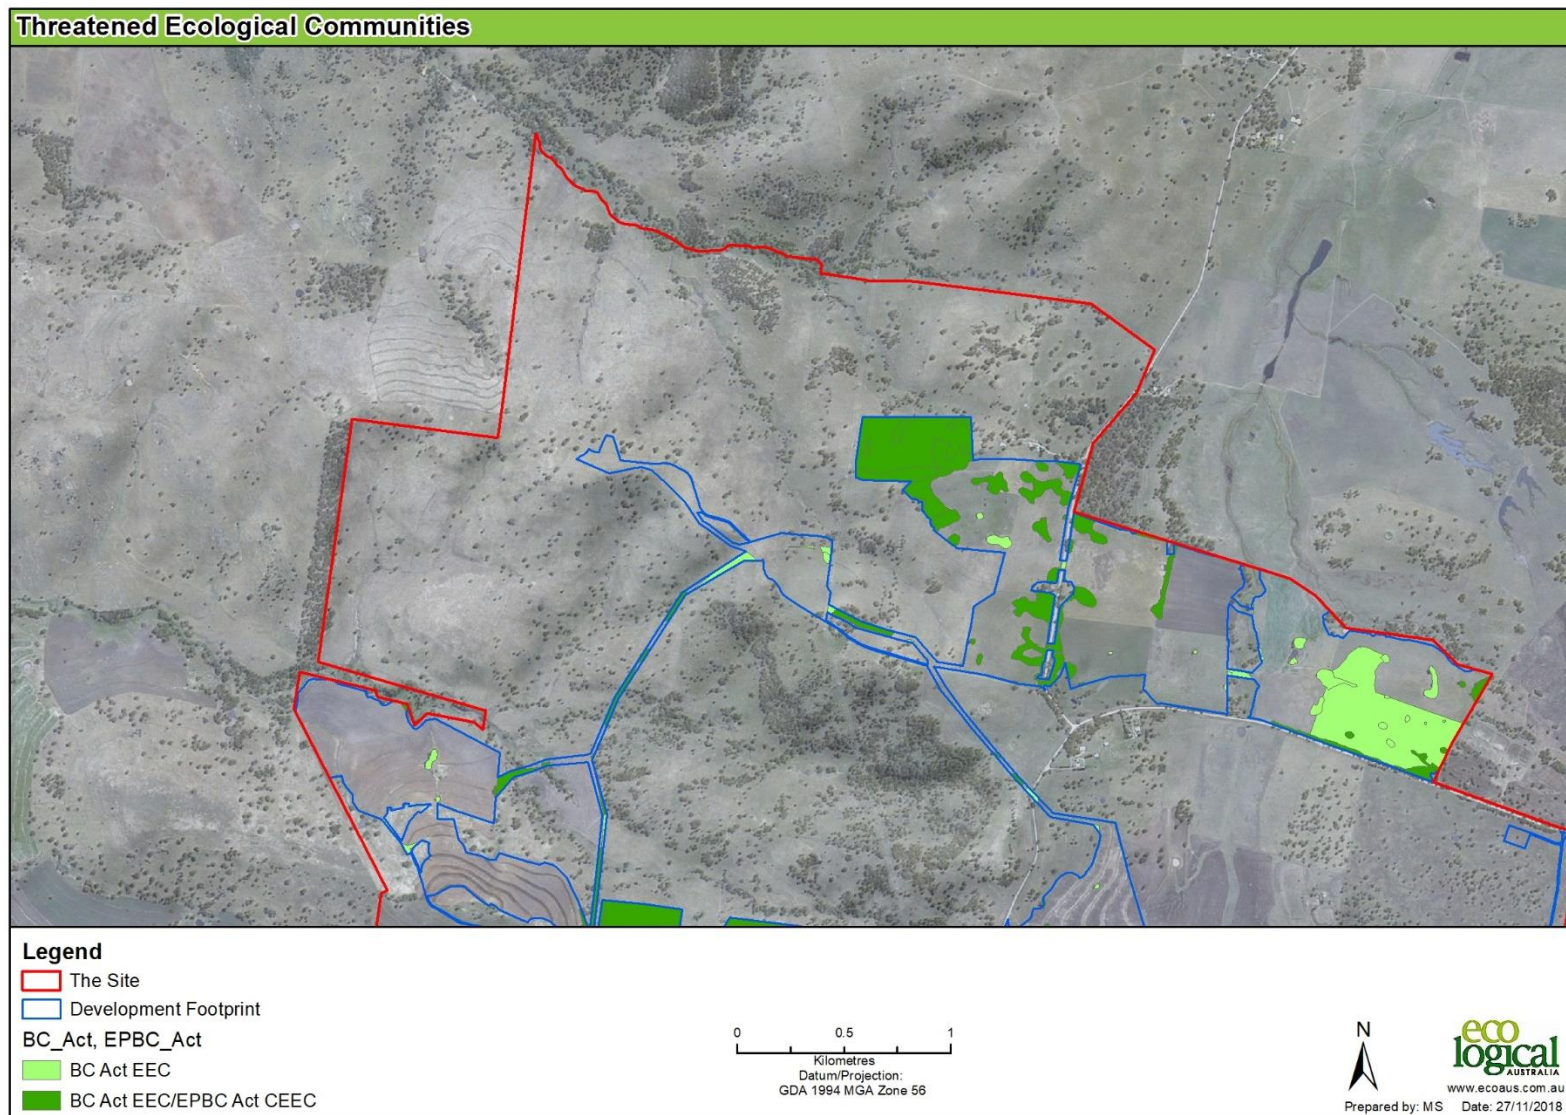 Threatened Ecological Communities
Legend
The Site
Development Footprint
BC_Act, EPBC_Act
BC Act EEC
BC Act EEC/EPBC Act CEEC
0 0.5 1
Kilometres
Datum/Projection:
GDA 1994 MGA Zone 56
N
eco
logical
AUSTRALIA
www.ecoaus.com.au
Prepared by: MS Date: 27/11/2018